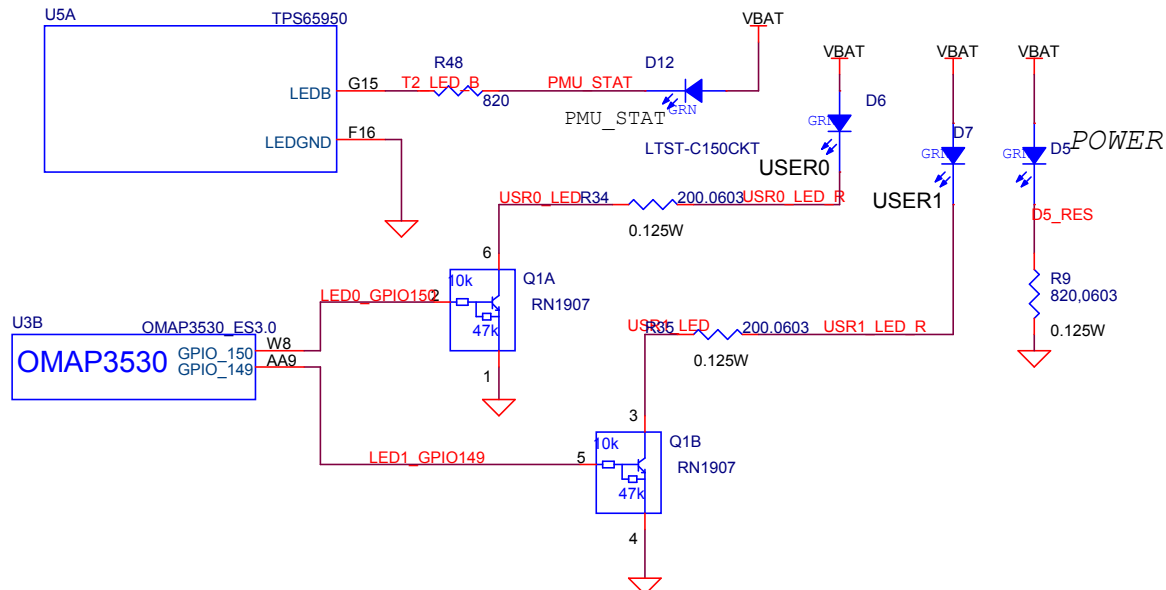 U5A
TPS65950
VBAT
R48
D12
VBAT
VBAT
VBAT
T2_LED_B
PMU_STAT
G15
LEDB
820
GRN
D6
PMU_STAT
GRN
F16
LEDGND
D7
LTST-C150CKT
GRN
GRN
D5
POWER
USER0
USR0_LED
R34
200.0603
USR0_LED_R
USER1
D5_RES
0.125W
6
10k
Q1A
R9
LED0_GPIO150
2
RN1907
820,0603
U3B
OMAP3530_ES3.0
47k
USR1_LED
R35
200.0603
USR1_LED_R
0.125W
W8
OMAP3530
GPIO_150
0.125W
GPIO_149
AA9
1
3
10k
Q1B
LED1_GPIO149
5
RN1907
47k
4